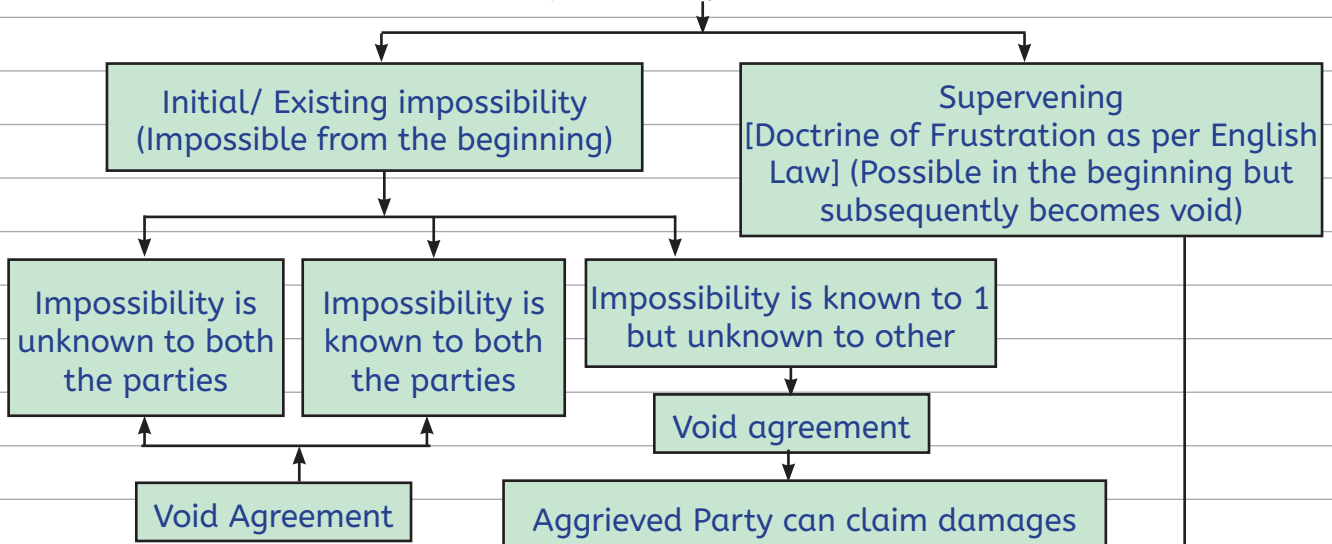 Initial/ Existing impossibility
(Impossible from the beginning)
Supervening
[Doctrine of Frustration as per English
Law] (Possible in the beginning but
subsequently becomes void)
Impossibility is
unknown to both
the parties
Impossibility is
known to both
the parties
Impossibility is known to 1
but unknown to other
Void agreement
Void Agreement
Aggrieved Party can claim damages